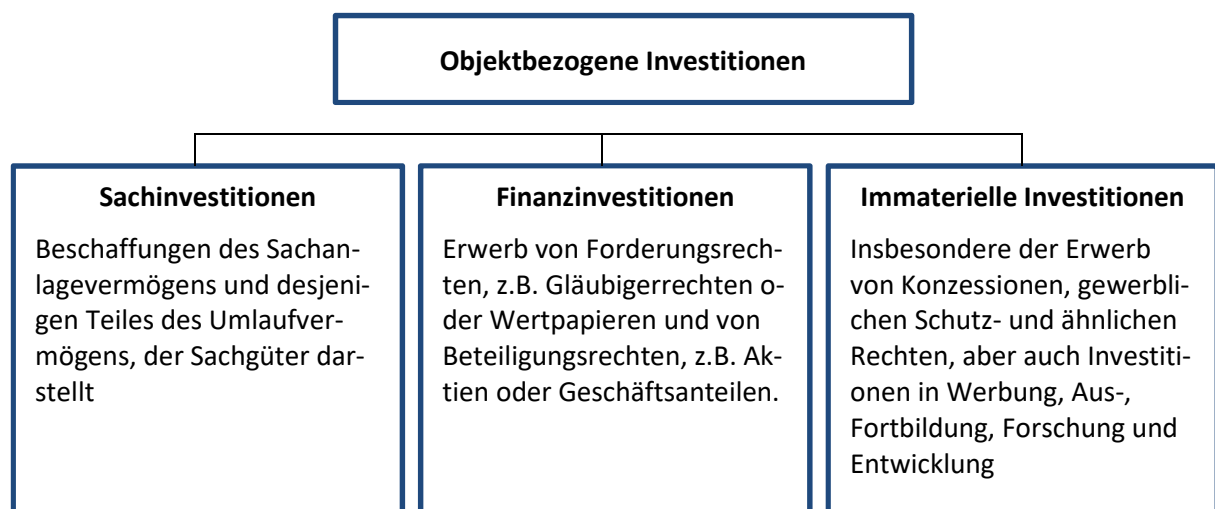 Objektbezogene Investitionen
Sachinvestitionen
Beschaffungen des Sachan-
lagevermögens und desjeni-
gen Teiles des Umlaufver-
mögens, der Sachgüter dar-
stellt
Finanzinvestitionen
Erwerb von Forderungsrech-
ten, z.B. Gläubigerrechten o-
der Wertpapieren und von
Beteiligungsrechten, z.B. Ak-
tien oder Geschäftsanteilen.
Immaterielle Investitionen
Insbesondere der Erwerb
von Konzessionen, gewerbli-
chen Schutz- und ähnlichen
Rechten, aber auch Investiti-
onen in Werbung, Aus-,
Fortbildung, Forschung und
Entwicklung